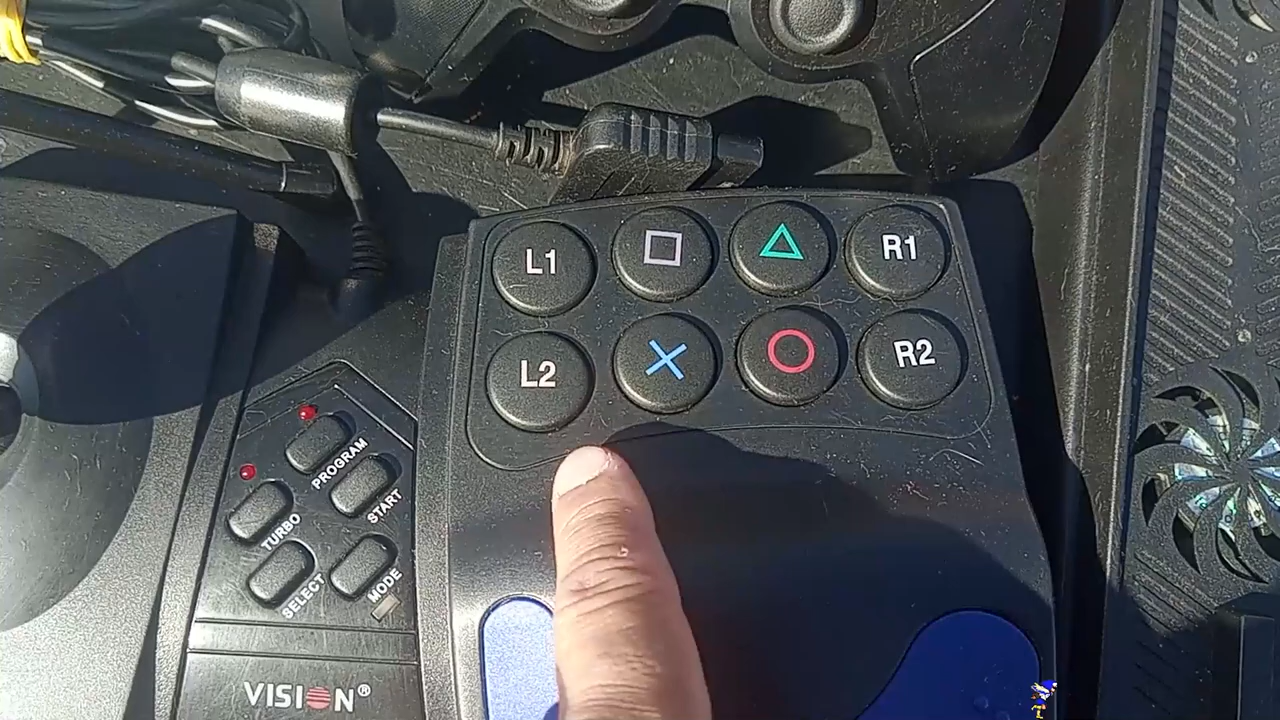 L1 R1
L2 R2
PROGRAM
START
TURBO
SELECT
MODE
VISION®